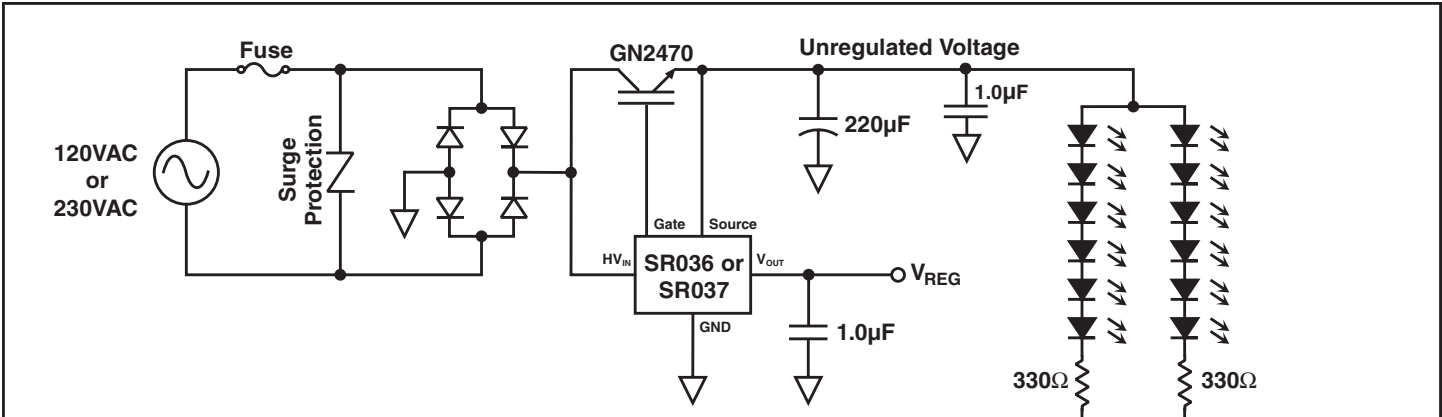 Fuse
GN2470
Unregulated Voltage
1.0µF
220µF
120VAC
or
230VAC
Surge
Protection
Gate
Source
HVIN
SR036 or
SR037
VOUT
VREG
GND
1.0µF
330Ω
330Ω